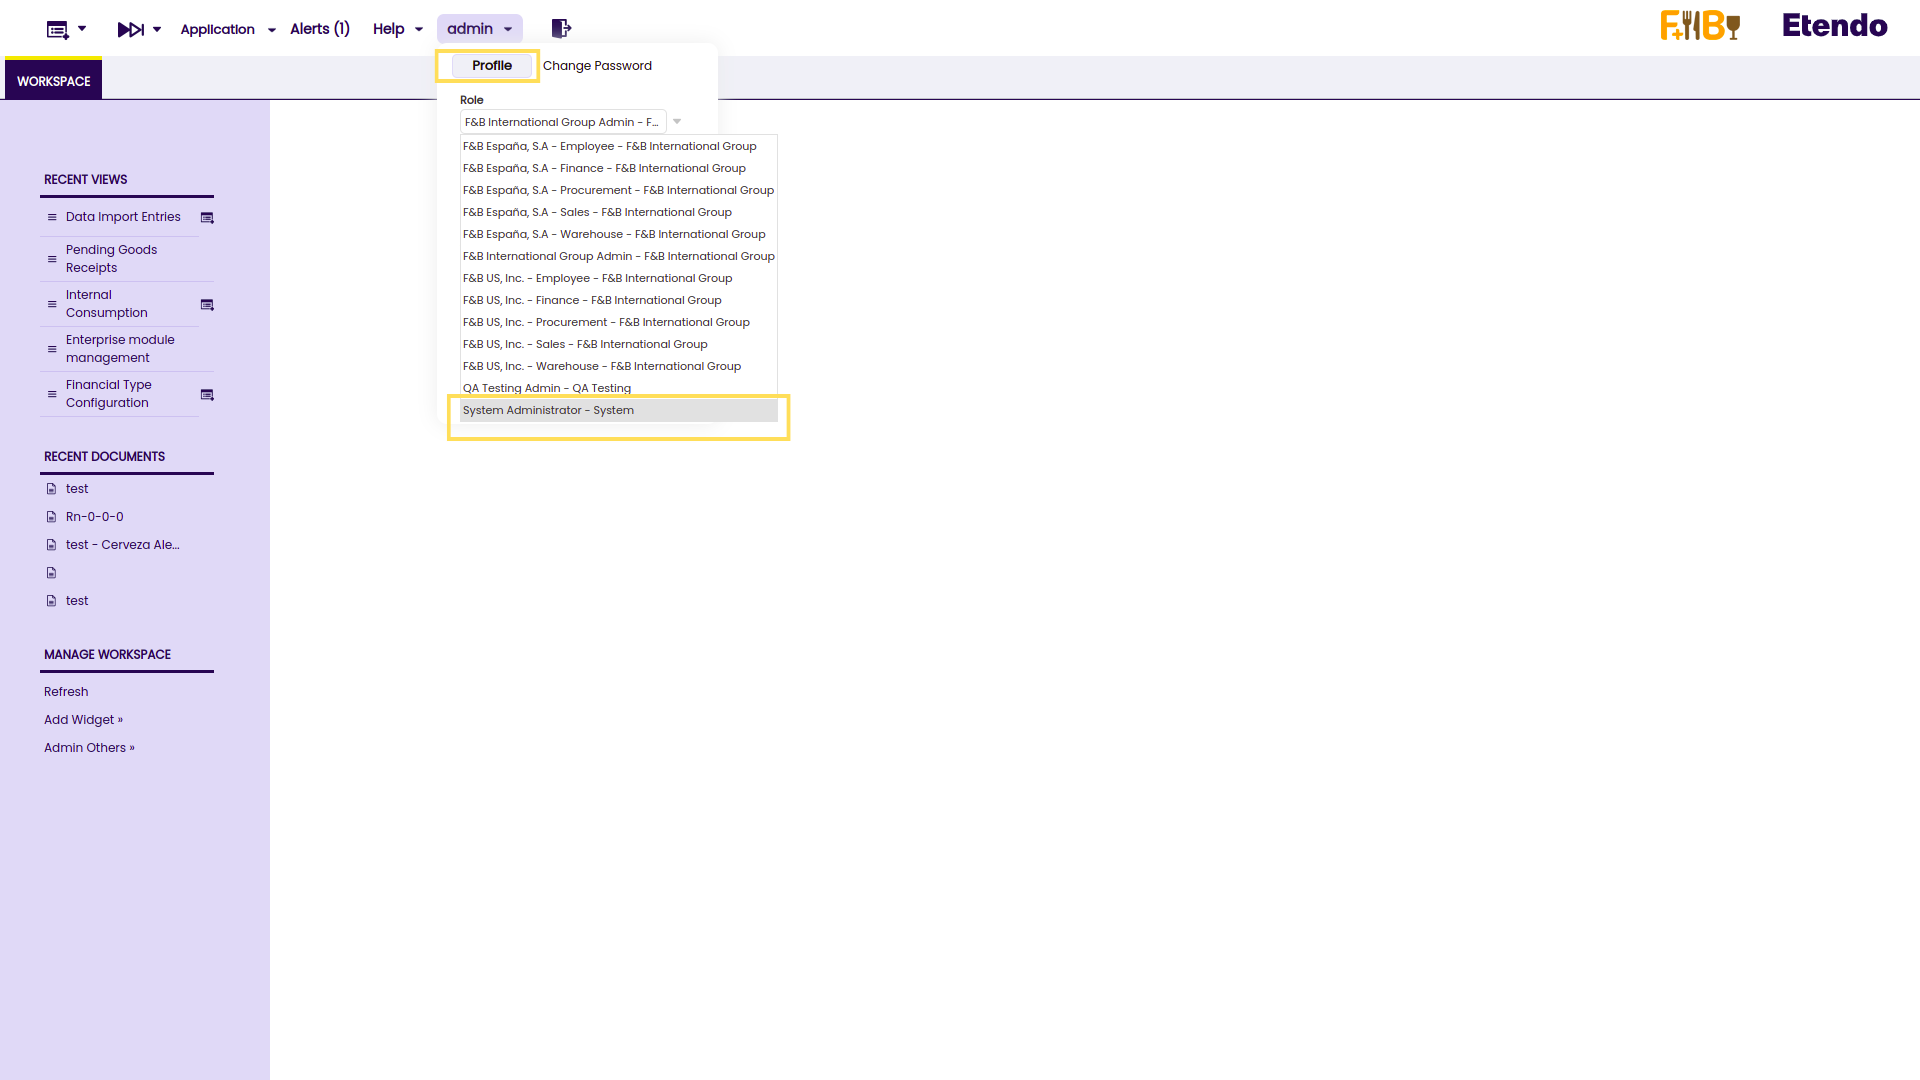 Application
Alerts (1)
Help
admin
F&B
Etendo
Profile
Change Password
WORKSPACE
Role
F&B International Group Admin - F...
F&B España, S.A - Employee - F&B International Group
F&B España, S.A - Finance - F&B International Group
F&B España, S.A - Procurement - F&B International Group
F&B España, S.A - Sales - F&B International Group
F&B España, S.A - Warehouse - F&B International Group
F&B International Group Admin - F&B International Group
F&B US, Inc. - Employee - F&B International Group
F&B US, Inc. - Finance - F&B International Group
F&B US, Inc. - Procurement - F&B International Group
F&B US, Inc. - Sales - F&B International Group
F&B US, Inc. - Warehouse - F&B International Group
QA Testing Admin - QA Testing
System Administrator - System
RECENT VIEWS
Data Import Entries
Pending Goods
Receipts
Internal
Consumption
Enterprise module
management
Financial Type
Configuration
RECENT DOCUMENTS
test
Rn-0-0-0
test - Cerveza Ale...
test
MANAGE WORKSPACE
Refresh
Add Widget »
Admin Others »